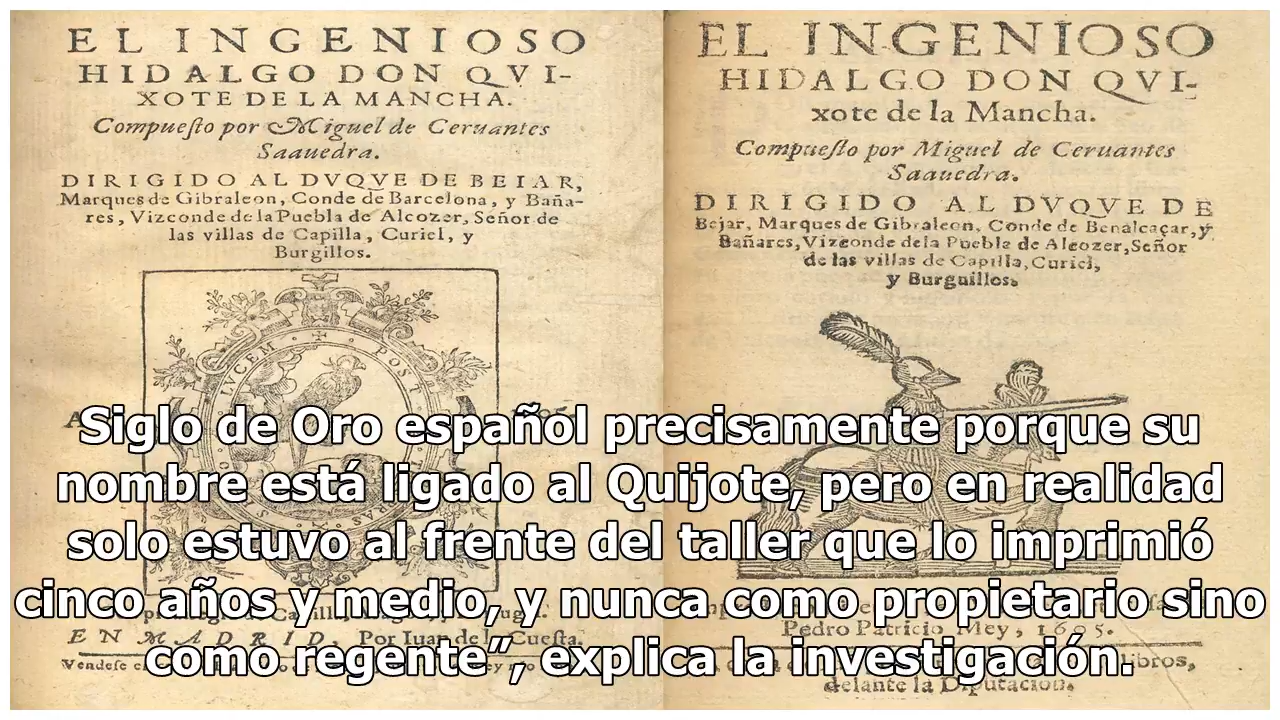 EL INGENIOSO
HIDALGO DON QVI-
XOTE DE LA MANCHA.
Compuesto por Miguel de Ceruantes
Saauedra.
DIRIGIDO AL DVQVE DE BEIAR,
Marques de Gibraleon, Conde de Barcelona, y Baña-
res, Vizconde de la Puebla de Alcozer, Señor de
las villas de Capilla, Curiel, y
Burgillos.
POST
EN MADRID, Por Iuan de la Cuesta.
Vendese
EL INGENIOSO
HIDALGO DON QVI-
xote de la Mancha.
Compuesto por Miguel de Ceruantes
Saauedra.
DIRIGIDO AL DVQVE DE
Bejar, Marques de Gibraleon, Conde de Benalcaçar, y
Bañares, Vizconde dela Puebla de Alcozer, Señor
de las villas de Capilla, Curiel,
y Burguillos.
Pedro Patricio Mey, 1605.
libros,
delante la Diputacion.
Siglo de Oro español precisamente porque su
nombre está ligado al Quijote, pero en realidad
solo estuvo al frente del taller que lo imprimió
cinco años y medio, y nunca como propietario sino
como regente”, explica la investigación.